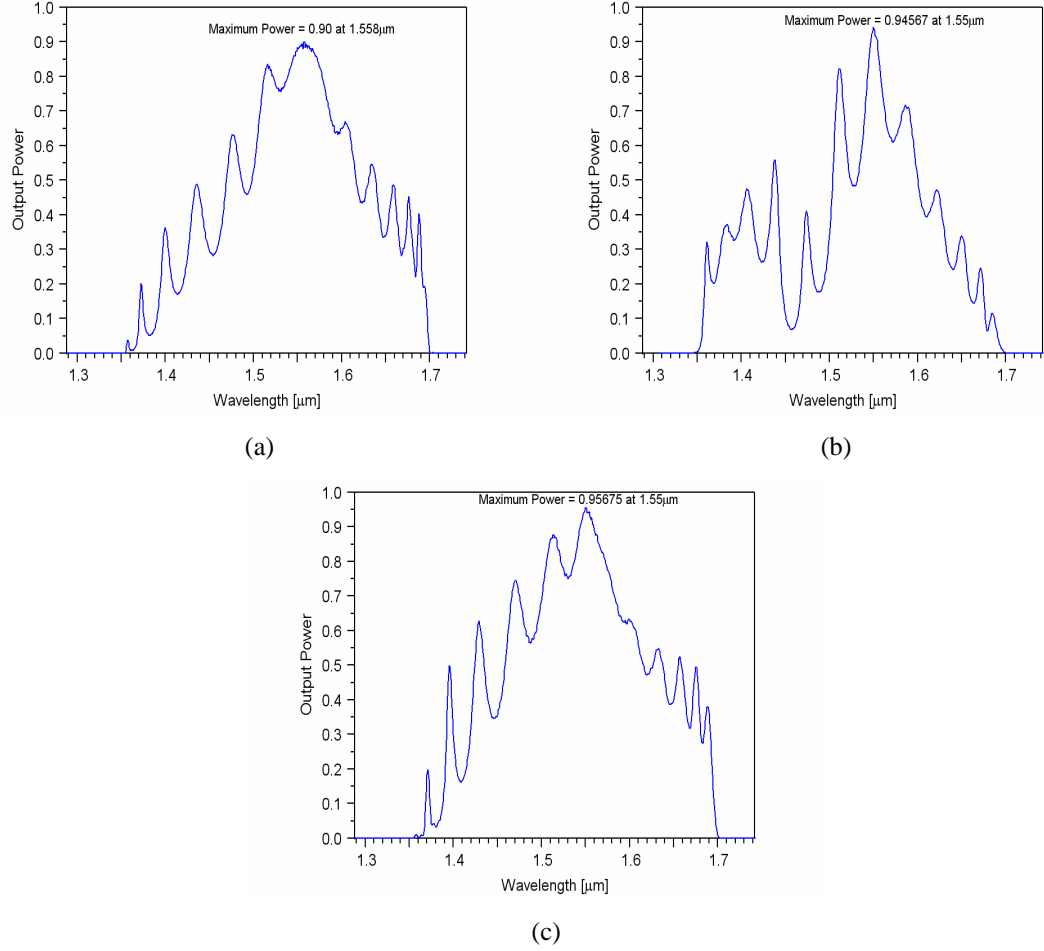 Maximum Power = 0.90 at 1.558μm
1.0
0.9
0.8
0.7
0.6
0.5
0.4
0.3
0.2
0.1
0.0
Output Power
1.3 1.4 1.5 1.6 1.7
Wavelength [μm]
(a)
Maximum Power = 0.94567 at 1.55μm
1.0
0.9
0.8
0.7
0.6
0.5
0.4
0.3
0.2
0.1
0.0
Output Power
1.3 1.4 1.5 1.6 1.7
Wavelength [μm]
(b)
Maximum Power = 0.95675 at 1.55μm
1.0
0.9
0.8
0.7
0.6
0.5
0.4
0.3
0.2
0.1
0.0
Output Power
1.3 1.4 1.5 1.6 1.7
Wavelength [μm]
(c)